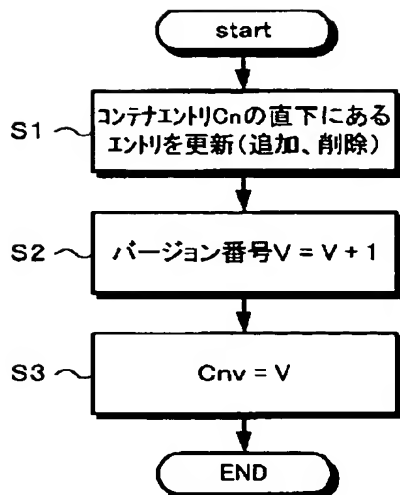 start
S1
コンテナエントリCnの直下にある
エントリを更新(追加、削除)
S2
バージョン番号V = V + 1
S3
Cnv = V
END